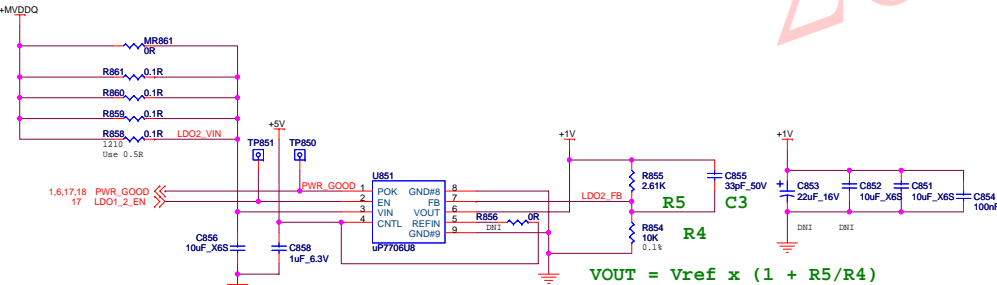 +MVDDQ
MR861
0R
R861 0.1R
R860 0.1R
R859 0.1R
R858 0.1R LDO2_VIN
1210
Use 0.5R
+5V
TP851 TP850
1,6,17,18 PWR_GOOD
17 LDO1_2_EN
PWR_GOOD
U851
1 POK GND#8 8
2 EN FB 7
3 VIN VOUT 6
4 CNTL REFIN 5
GND#9 9
uP7706U8
C856
10uF_X6S
C858
1uF_6.3V
R856 0R
DNI
+1V
LDO2_FB
R855
2.61K
R5
C855
33pF_50V
C3
R854
10K
0.1%
R4
VOUT = Vref x (1 + R5/R4)
+1V
C853
22uF_16V
DNI
C852
10uF_X6S
DNI
C851
10uF_X6S
C854
100nF